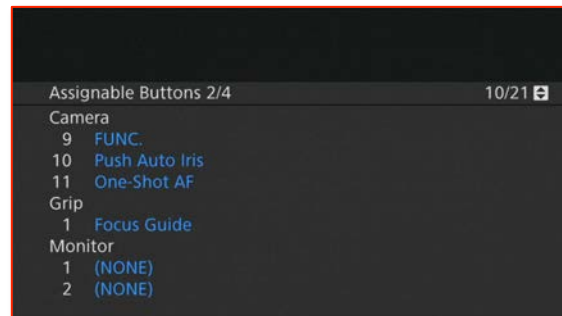 Assignable Buttons 2/4 10/21
Camera
9 FUNC.
10 Push Auto Iris
11 One-Shot AF
Grip
1 Focus Guide
Monitor
1 (NONE)
2 (NONE)